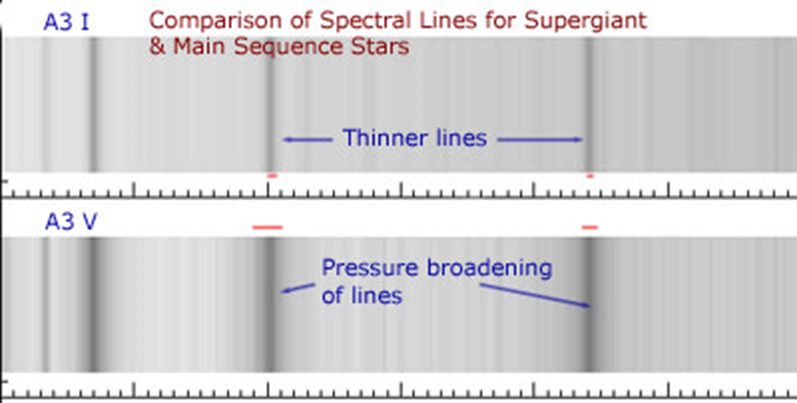 A3 I
Comparison of Spectral Lines for Supergiant
& Main Sequence Stars
Thinner lines
A3 V
Pressure broadening
of lines